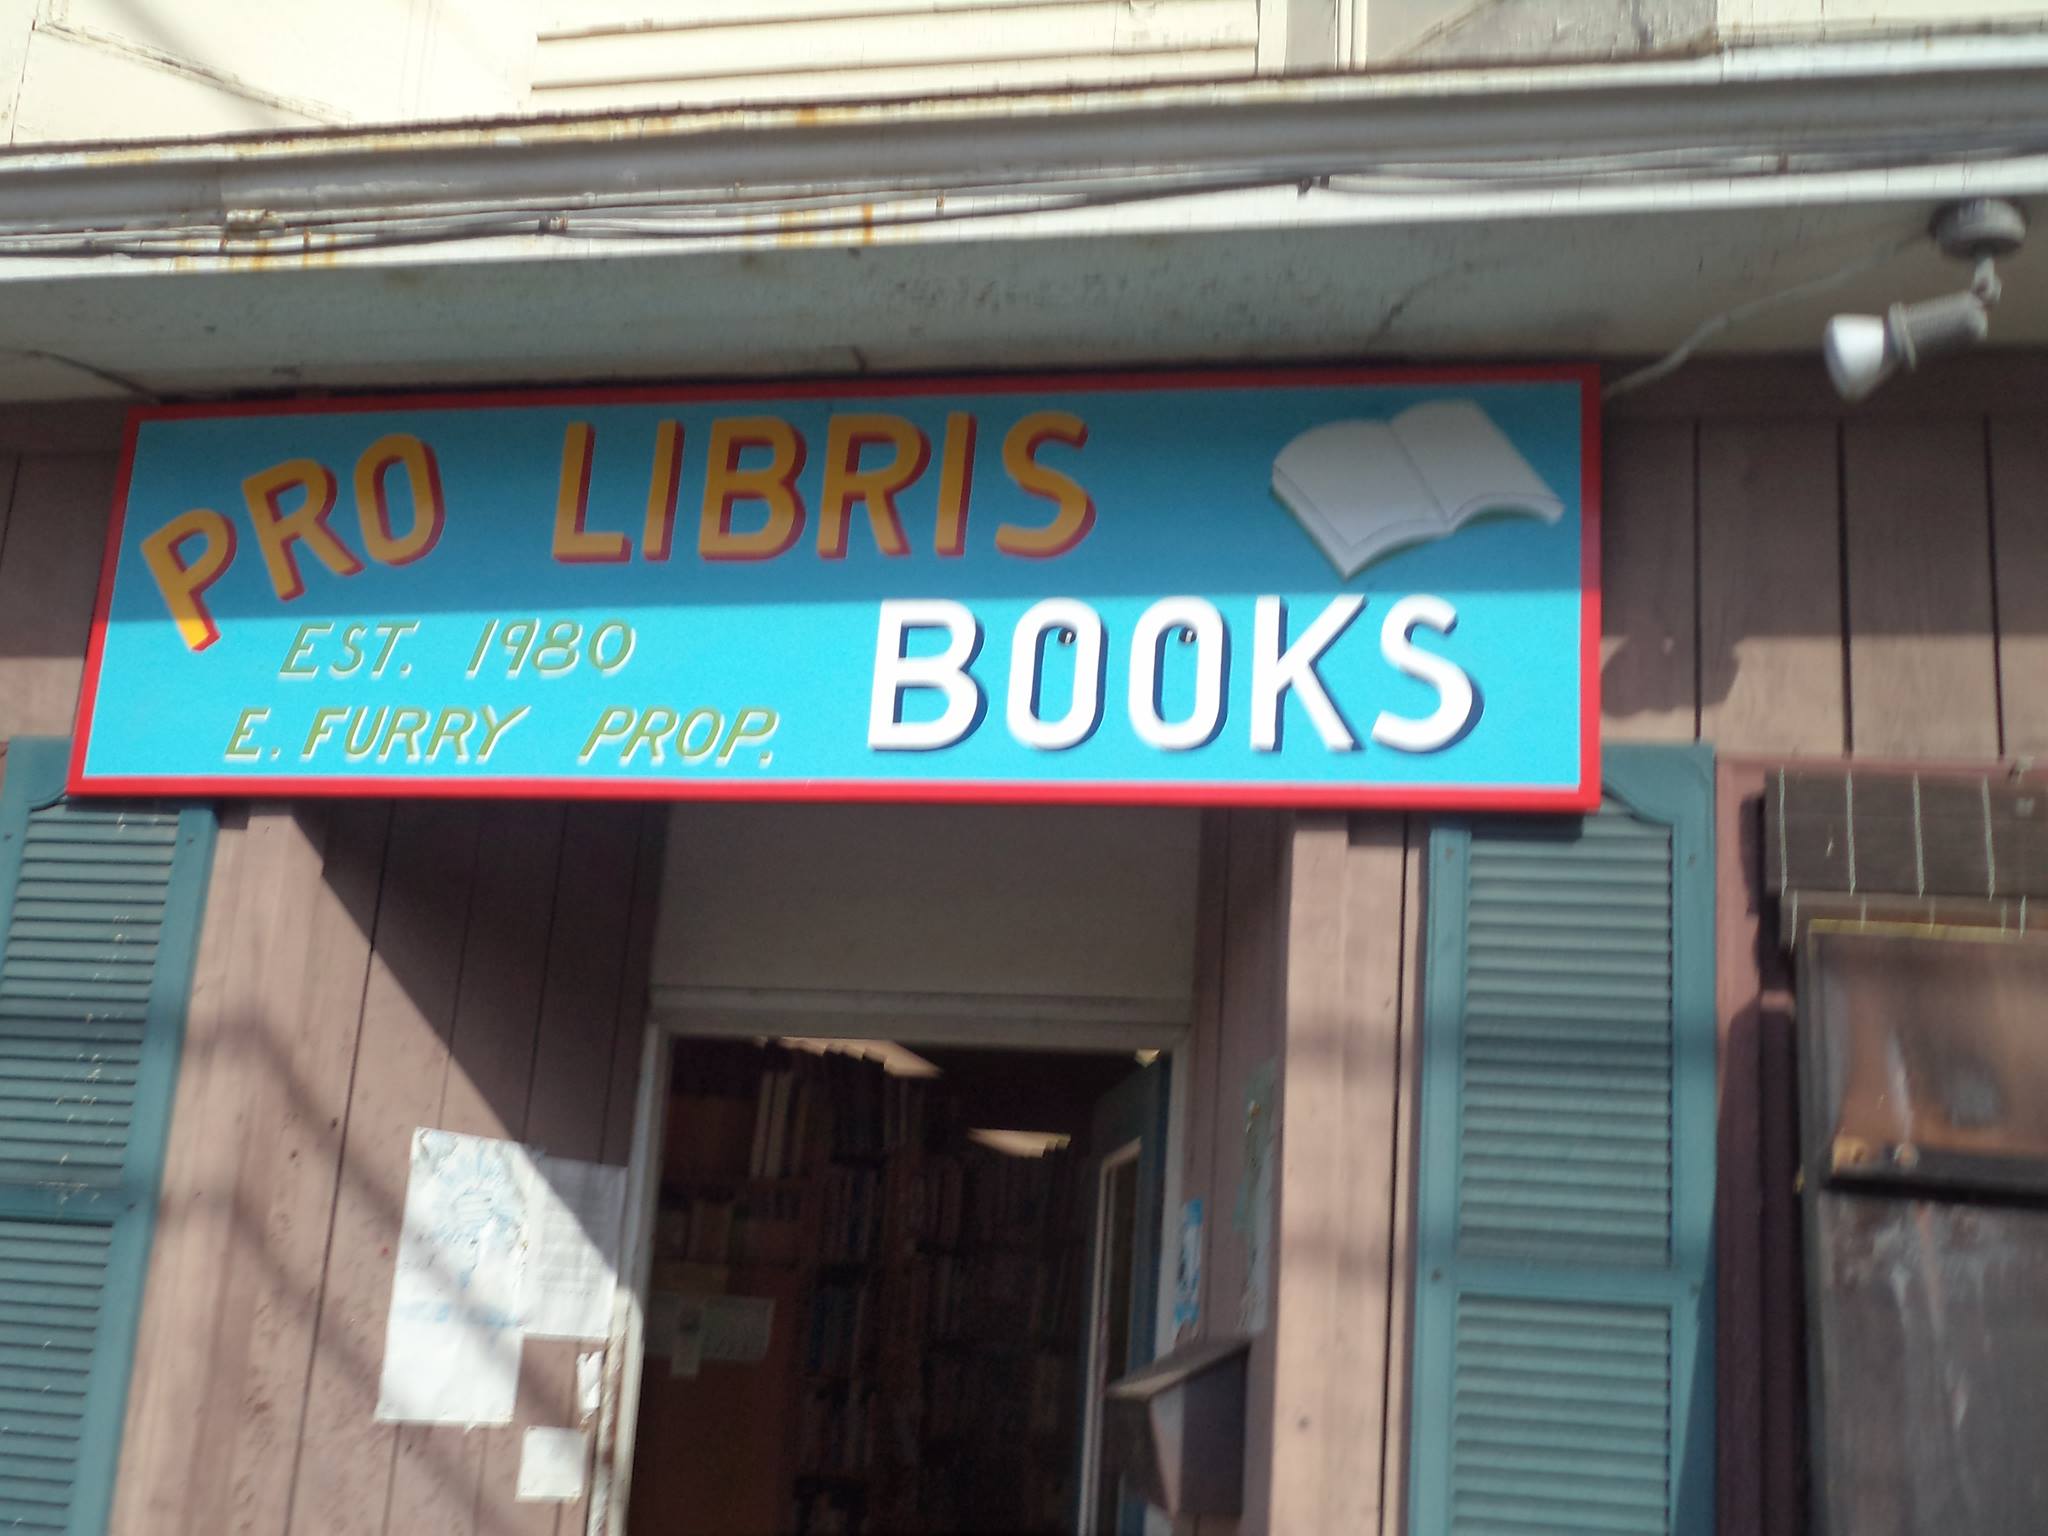 PRO LIBRIS
BOOKS
EST. 1980
E. FURRY PROP.